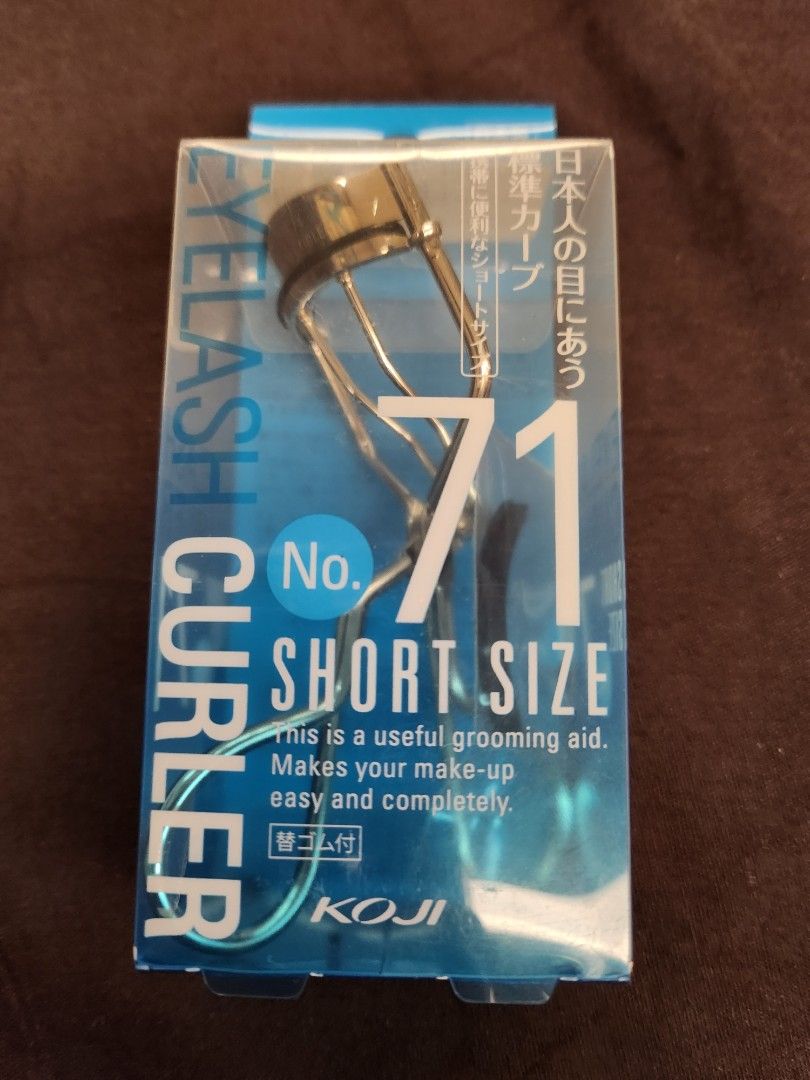 日本人の目にあう
標準カーブ
携帯に便利なショートサイズ
EYELASH CURLER
No. 71
SHORT SIZE
This is a useful grooming aid.
Makes your make-up
easy and completely.
替ゴム付
KOJI